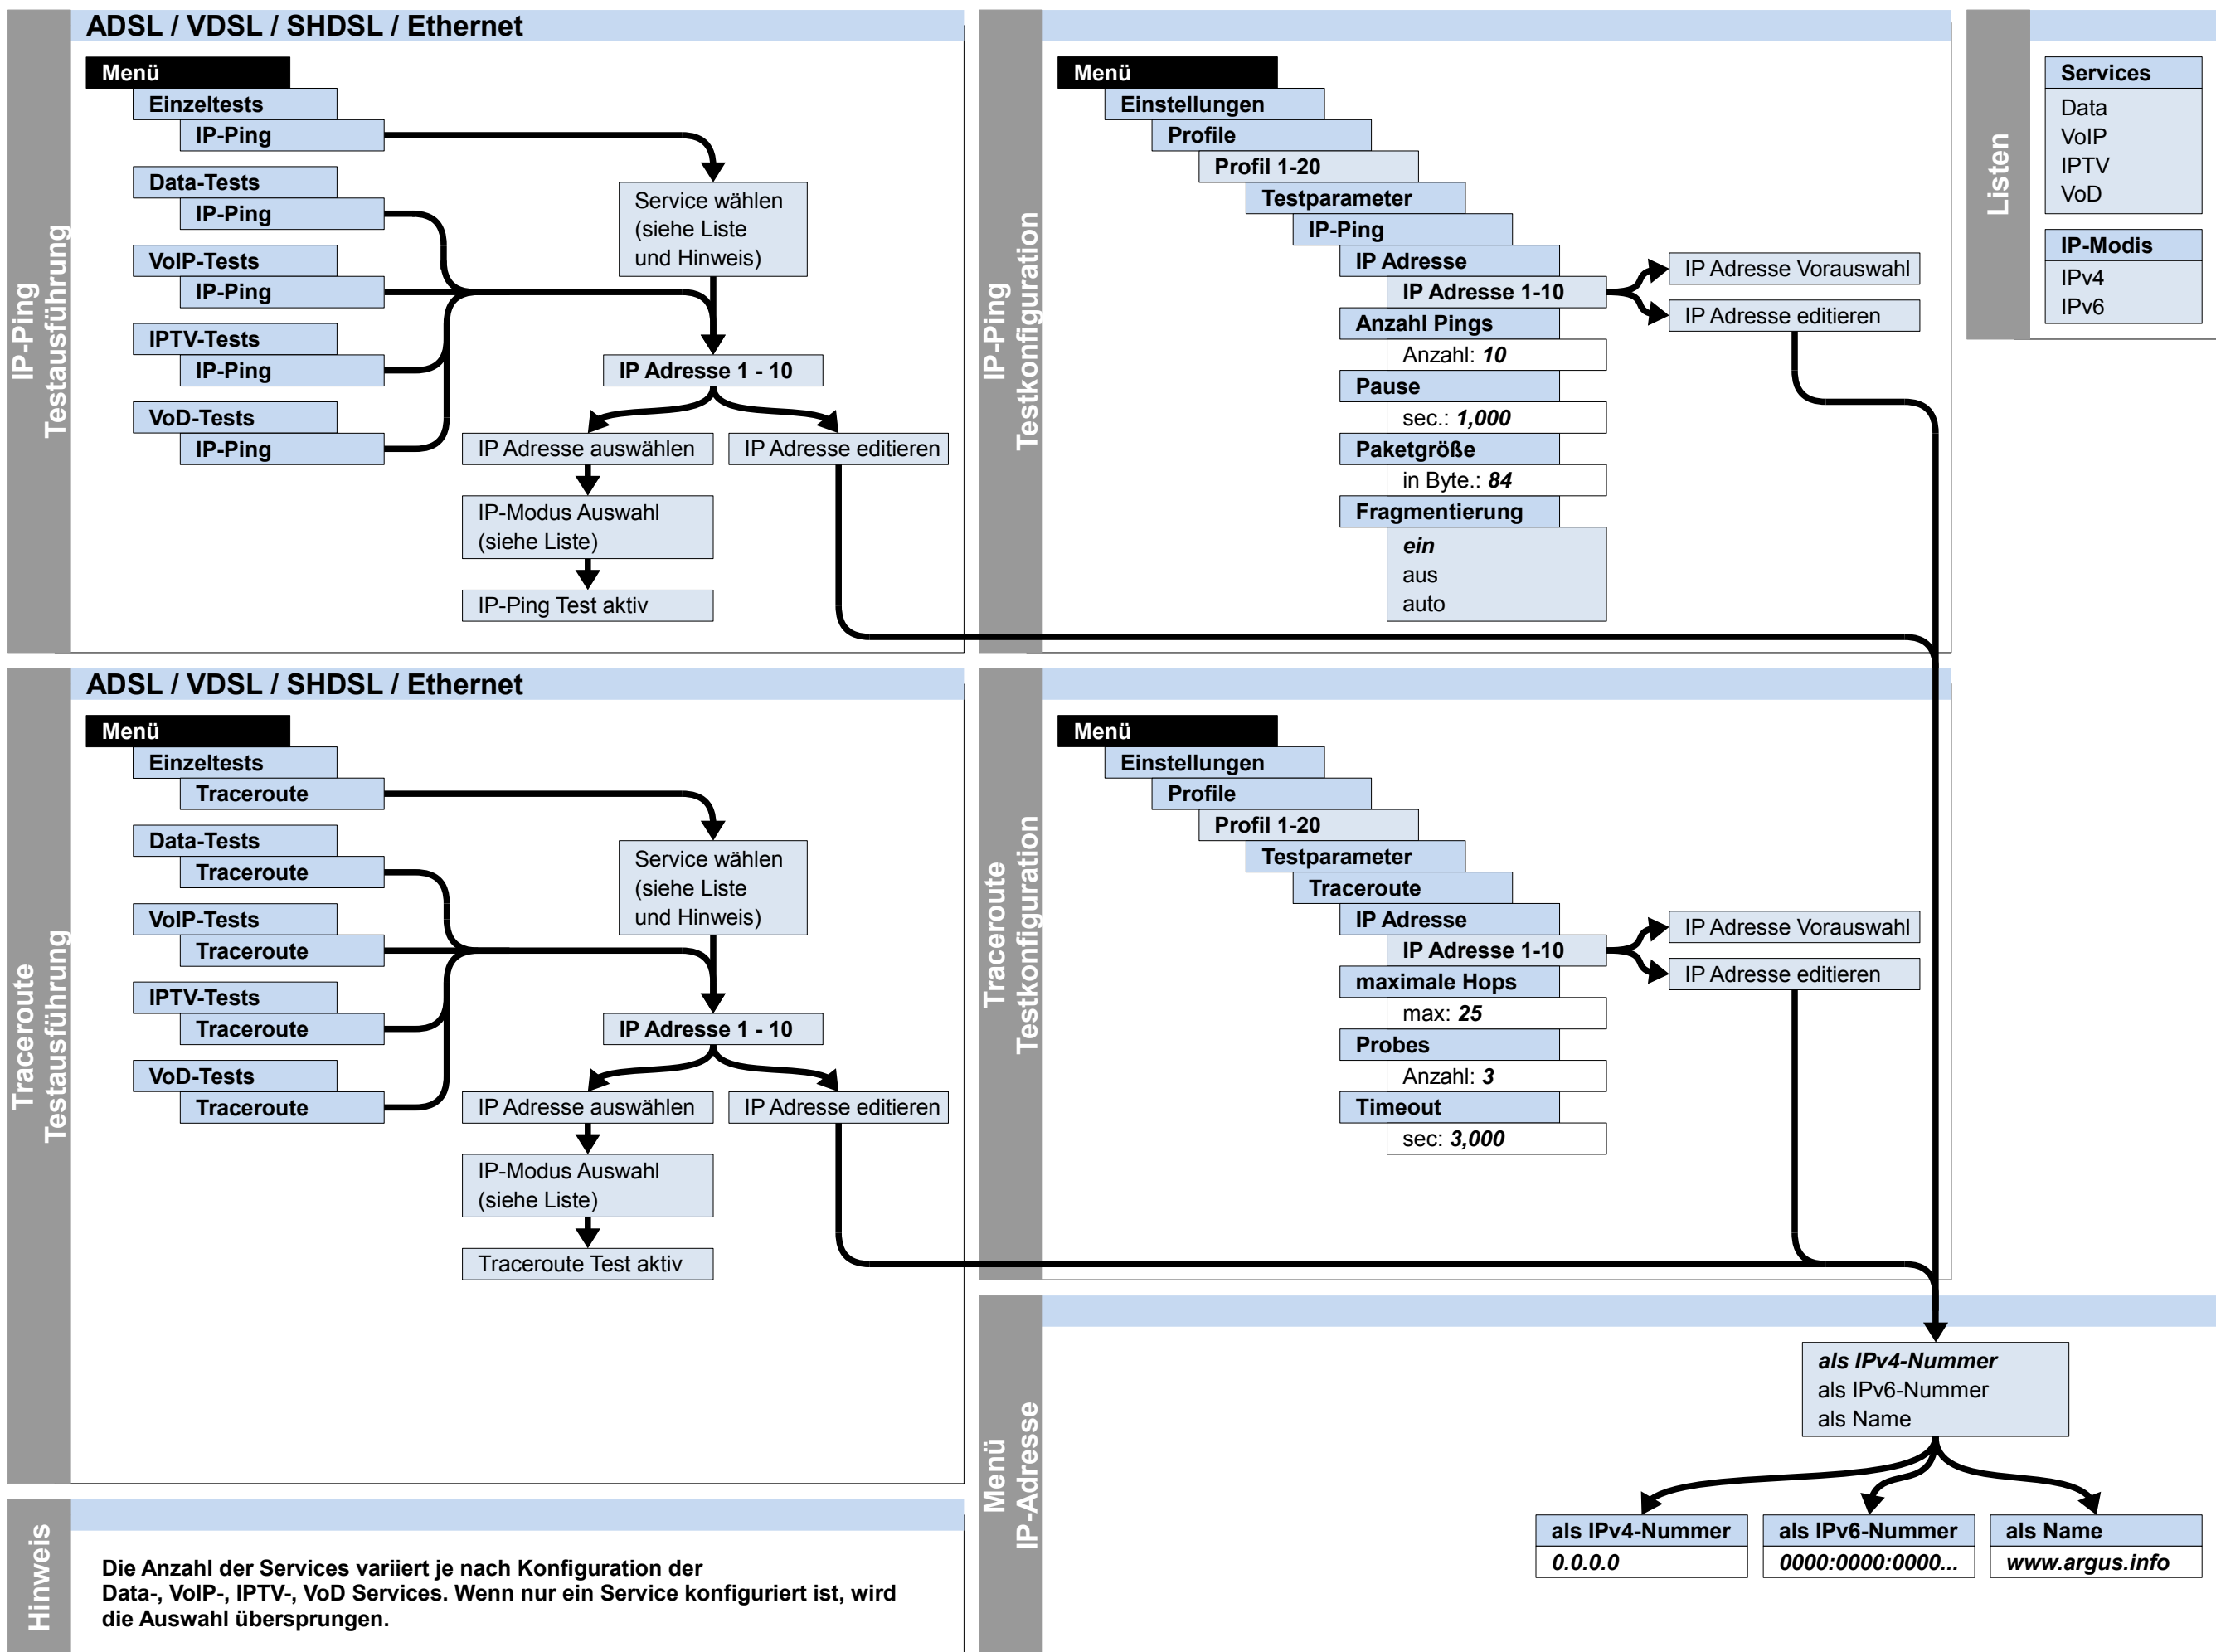 IP-Ping
Testausführung
ADSL / VDSL / SHDSL / Ethernet
Menü
Einzeltests
IP-Ping
Data-Tests
IP-Ping
VoIP-Tests
IP-Ping
IPTV-Tests
IP-Ping
VoD-Tests
IP-Ping
Service wählen
(siehe Liste
und Hinweis)
IP Adresse 1 - 10
IP Adresse auswählen
IP Adresse editieren
IP-Modus Auswahl
(siehe Liste)
IP-Ping Test aktiv
IP-Ping
Testkonfiguration
Menü
Einstellungen
Profile
Profil 1-20
Testparameter
IP-Ping
IP Adresse
IP Adresse 1-10
IP Adresse Vorauswahl
IP Adresse editieren
Anzahl Pings
Anzahl: 10
Pause
sec.: 1,000
Paketgröße
in Byte.: 84
Fragmentierung
ein
aus
auto
Listen
Services
Data
VoIP
IPTV
VoD
IP-Modis
IPv4
IPv6
Traceroute
Testausführung
ADSL / VDSL / SHDSL / Ethernet
Menü
Einzeltests
Traceroute
Data-Tests
Traceroute
VoIP-Tests
Traceroute
IPTV-Tests
Traceroute
VoD-Tests
Traceroute
Service wählen
(siehe Liste
und Hinweis)
IP Adresse 1 - 10
IP Adresse auswählen
IP Adresse editieren
IP-Modus Auswahl
(siehe Liste)
Traceroute Test aktiv
Traceroute
Testkonfiguration
Menü
Einstellungen
Profile
Profil 1-20
Testparameter
Traceroute
IP Adresse
IP Adresse 1-10
IP Adresse Vorauswahl
IP Adresse editieren
maximale Hops
max: 25
Probes
Anzahl: 3
Timeout
sec: 3,000
Hinweis
Die Anzahl der Services variiert je nach Konfiguration der
Data-, VoIP-, IPTV-, VoD Services. Wenn nur ein Service konfiguriert ist, wird
die Auswahl übersprungen.
Menü
IP-Adresse
als IPv4-Nummer
als IPv6-Nummer
als Name
als IPv4-Nummer
0.0.0.0
als IPv6-Nummer
0000:0000:0000...
als Name
www.argus.info